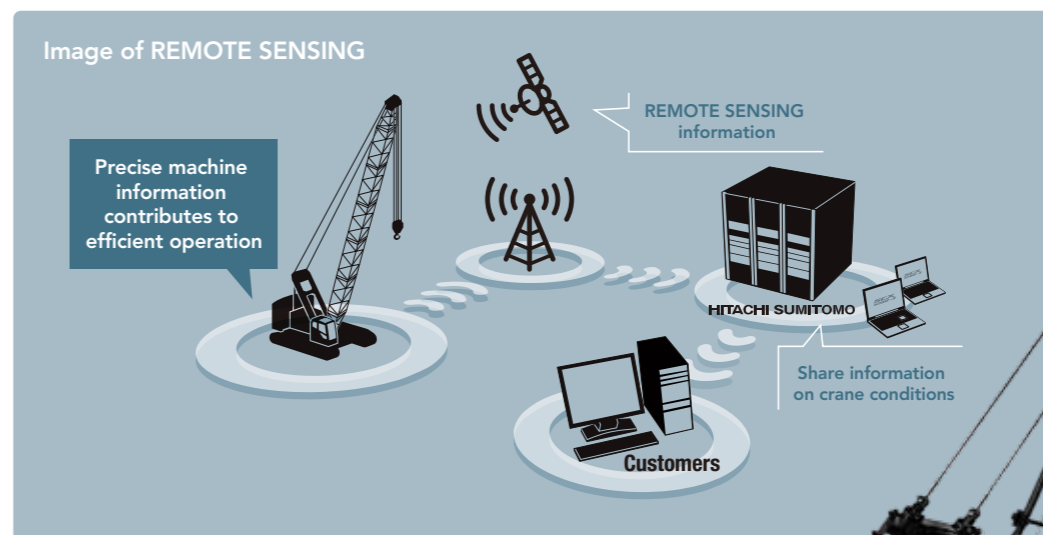 Image of REMOTE SENSING
Precise machine
information
contributes to
efficient operation
REMOTE SENSING
information
HITACHI SUMITOMO
Share information
on crane conditions
Customers